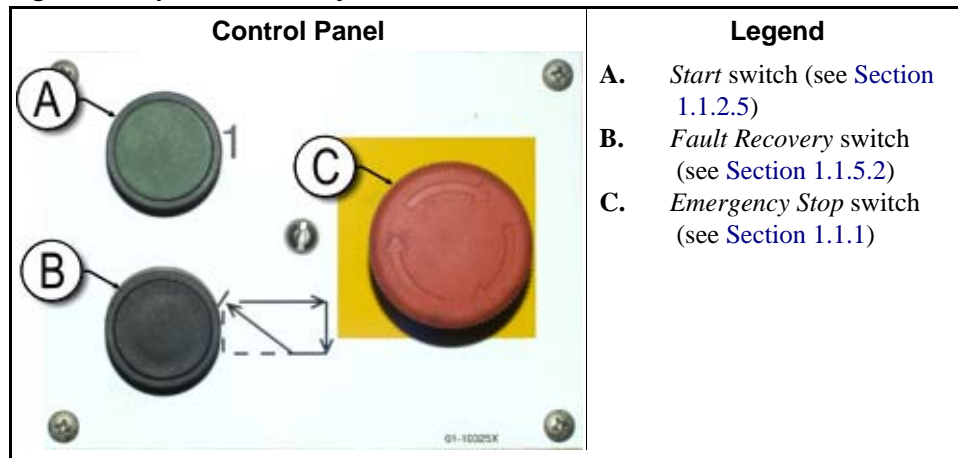 Control Panel
Legend
A
1
C
B
01-10325X
A. Start switch (see Section
1.1.2.5)
B. Fault Recovery switch
(see Section 1.1.5.2)
C. Emergency Stop switch
(see Section 1.1.1)